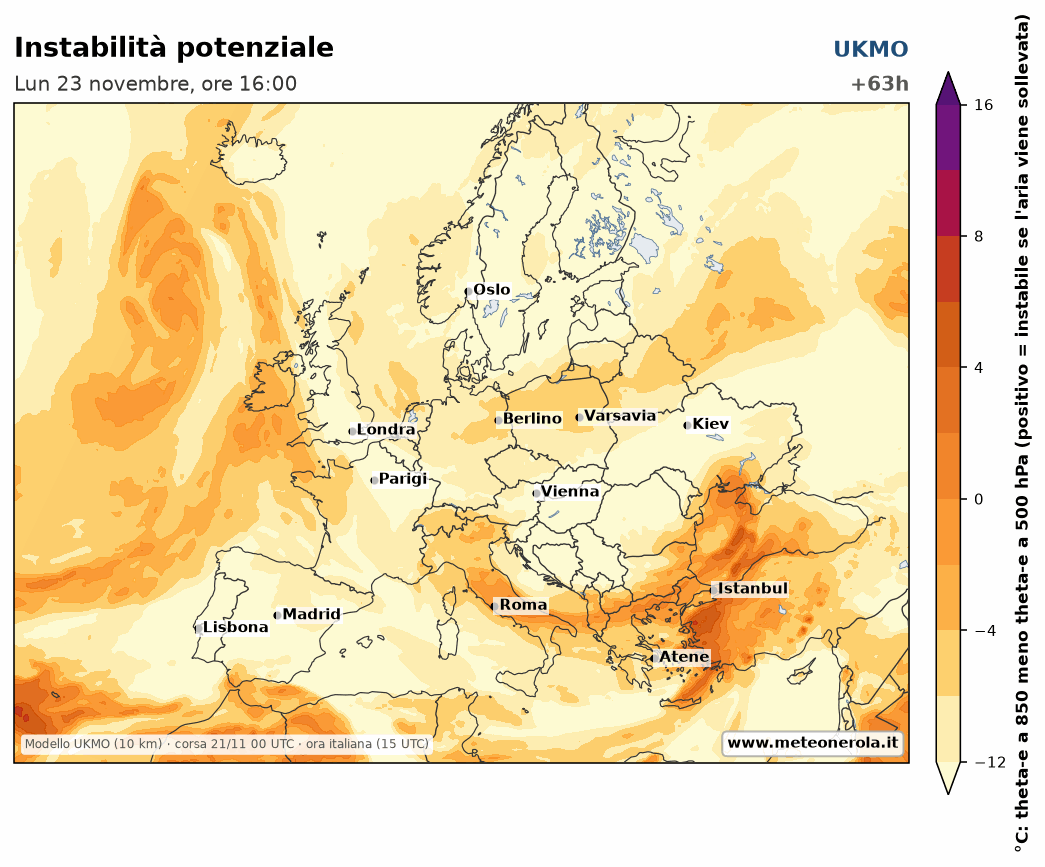 Instabilità potenziale
UKMO
Lun 23 novembre, ore 16:00
+63h
Oslo
Londra
Berlino
Varsavia
Kiev
Parigi
Vienna
Istanbul
Roma
Madrid
Lisbona
Atene
Modello UKMO (10 km) · corsa 21/11 00 UTC · ora italiana (15 UTC)
www.meteonerola.it
16
8
4
0
−4
−12
°C: theta-e a 850 meno theta-e a 500 hPa (positivo = instabile se l'aria viene sollevata)